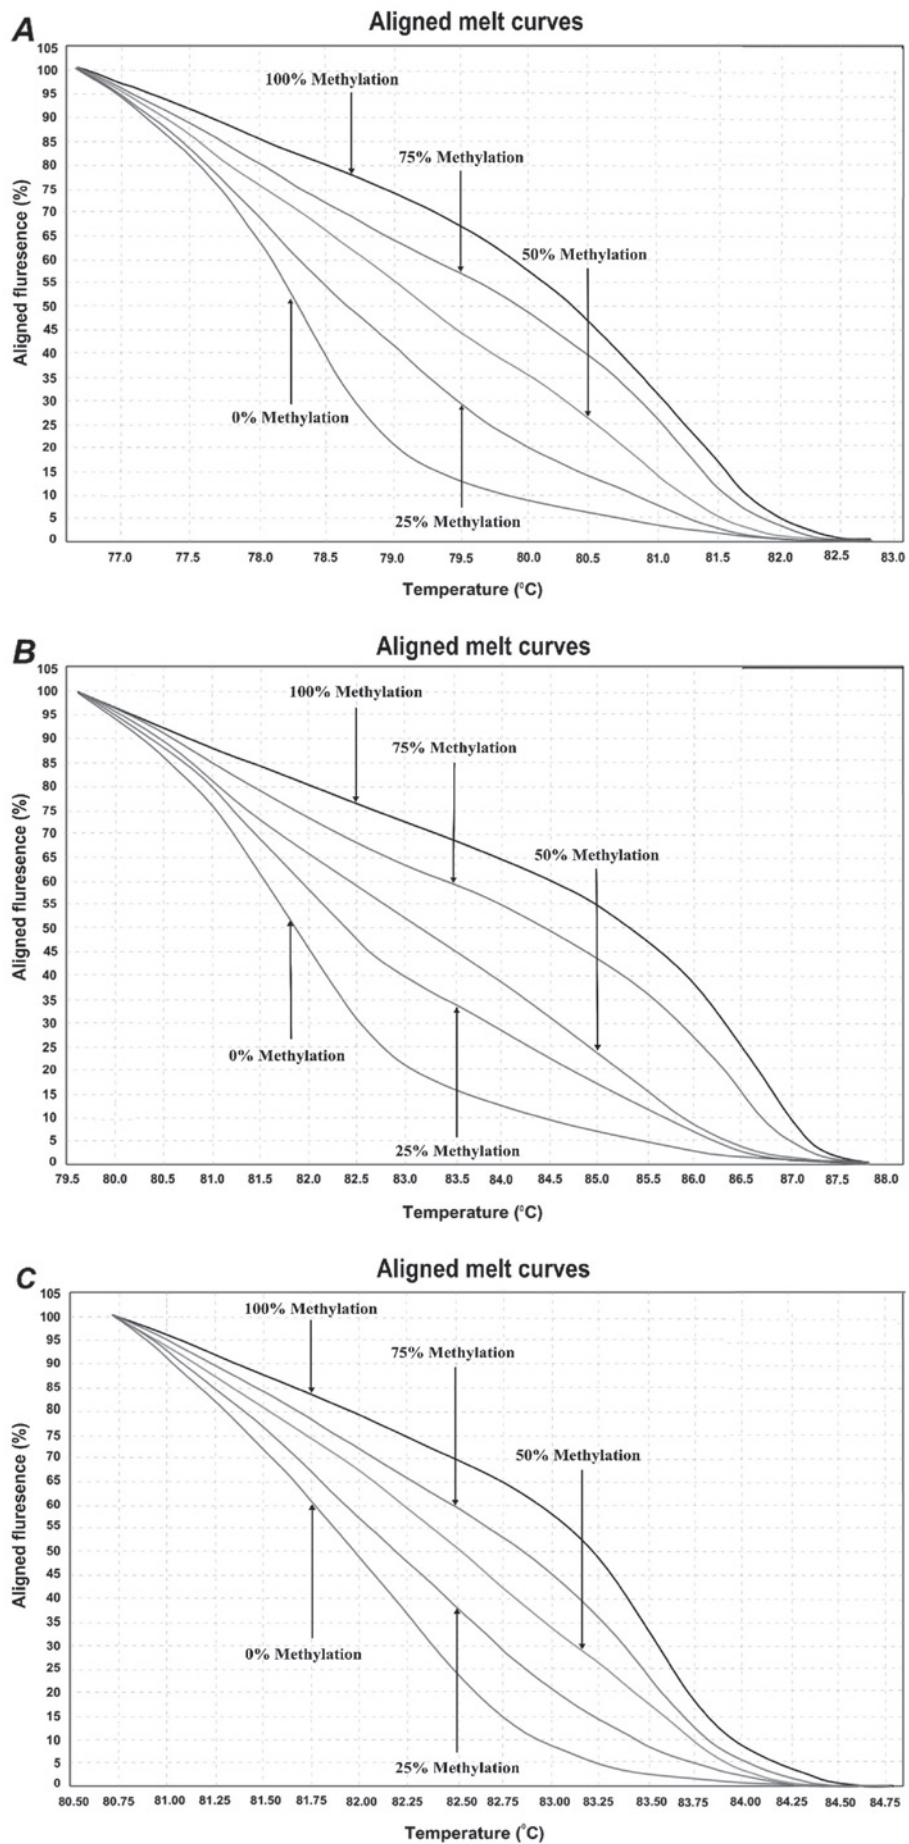 A
Aligned melt curves
105
100
95
90
85
80
75
70
65
60
55
50
45
40
35
30
25
20
15
10
5
0
Aligned fluresence (%)
100% Methylation
75% Methylation
50% Methylation
0% Methylation
25% Methylation
77.0 77.5 78.0 78.5 79.0 79.5 80.0 80.5 81.0 81.5 82.0 82.5 83.0
Temperature (⁰C)
B
Aligned melt curves
105
100
95
90
85
80
75
70
65
60
55
50
45
40
35
30
25
20
15
10
5
0
Aligned fluresence (%)
100% Methylation
75% Methylation
50% Methylation
0% Methylation
25% Methylation
79.5 80.0 80.5 81.0 81.5 82.0 82.5 83.0 83.5 84.0 84.5 85.0 85.5 86.0 86.5 87.0 87.5 88.0
Temperature (⁰C)
C
Aligned melt curves
105
100
95
90
85
80
75
70
65
60
55
50
45
40
35
30
25
20
15
10
5
0
Aligned fluresence (%)
100% Methylation
75% Methylation
50% Methylation
0% Methylation
25% Methylation
80.50 80.75 81.00 81.25 81.50 81.75 82.00 82.25 82.50 82.75 83.00 83.25 83.50 83.75 84.00 84.25 84.50 84.75
Temperature (⁰C)